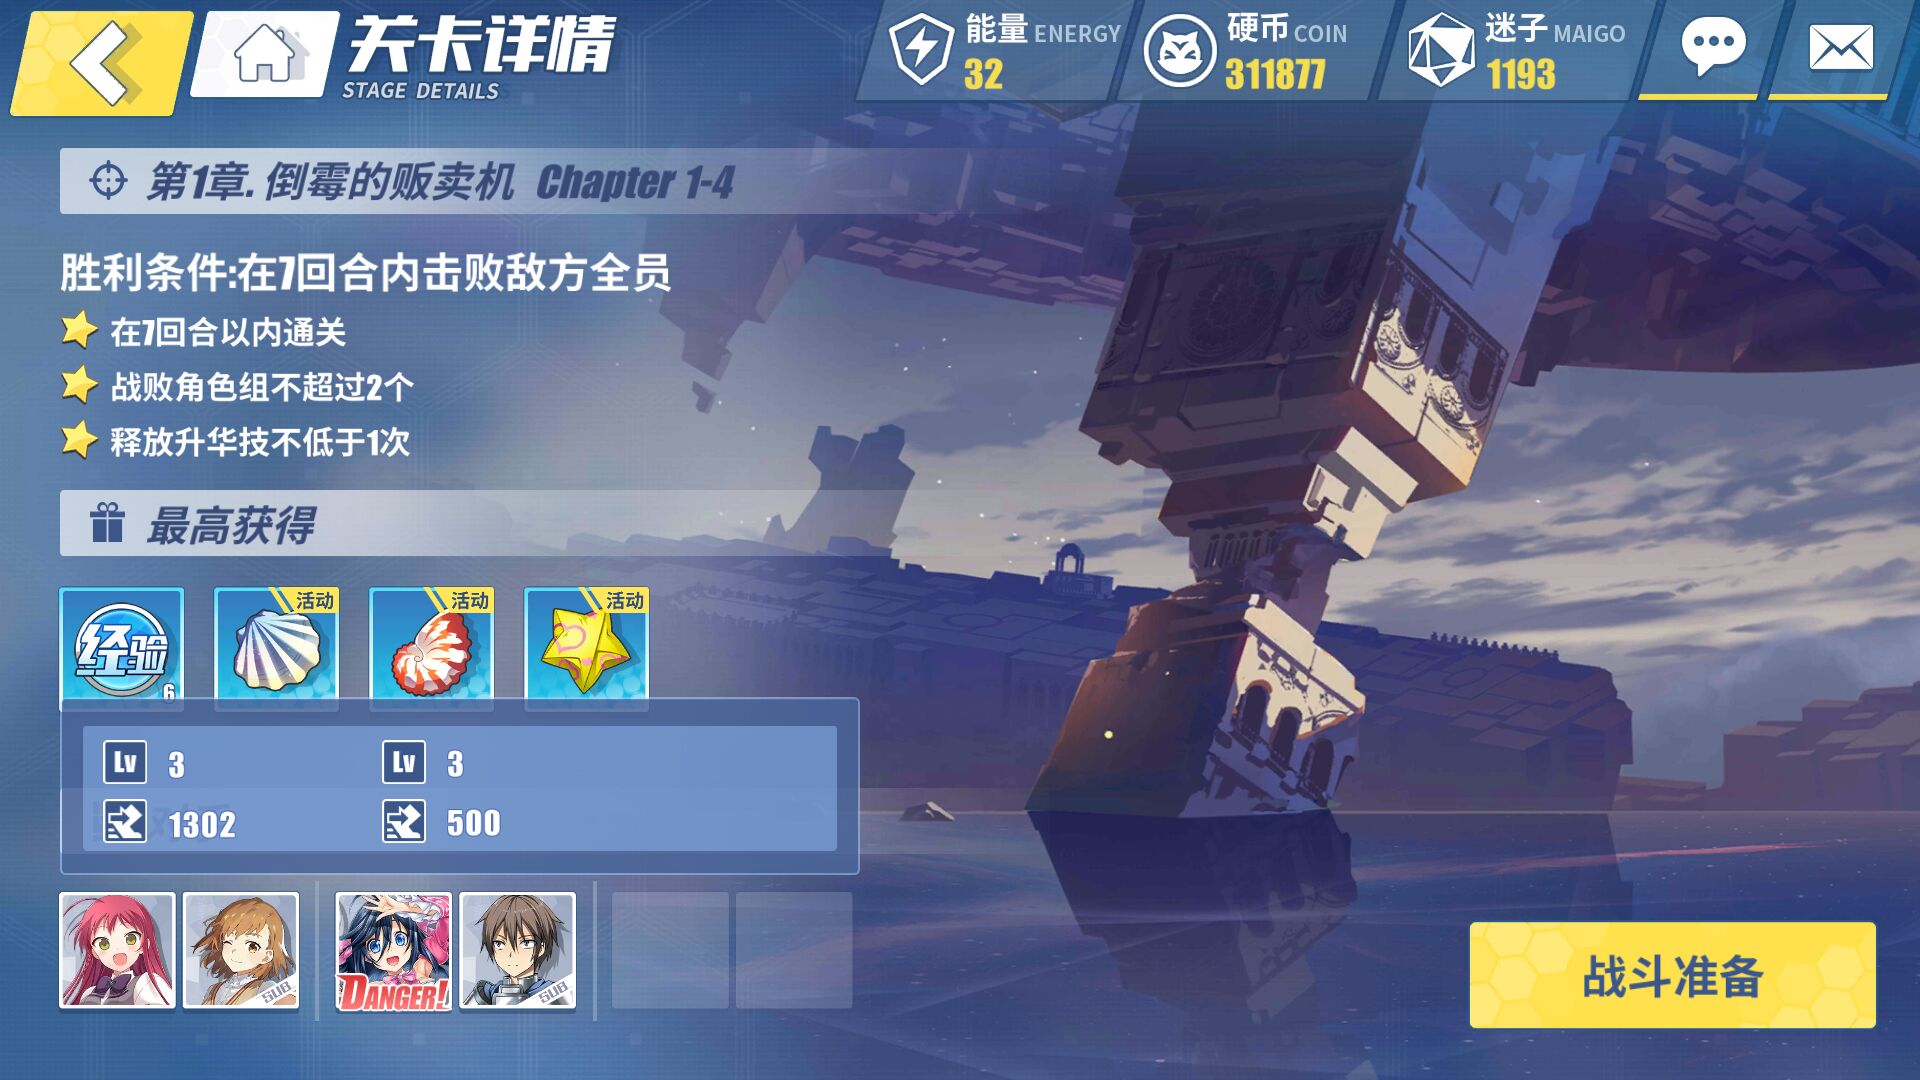 关卡详情
STAGE DETAILS
能量 ENERGY
32
硬币 COIN
311877
迷子 MAIGO
1193
第1章. 倒霉的贩卖机 Chapter 1-4
胜利条件:在7回合内击败敌方全员
在7回合以内通关
战败角色组不超过2个
释放升华技不低于1次
最高获得
经验
6
活动
活动
活动
Lv 3
Lv 3
1302
500
SUB
DANGER!
SUB
战斗准备